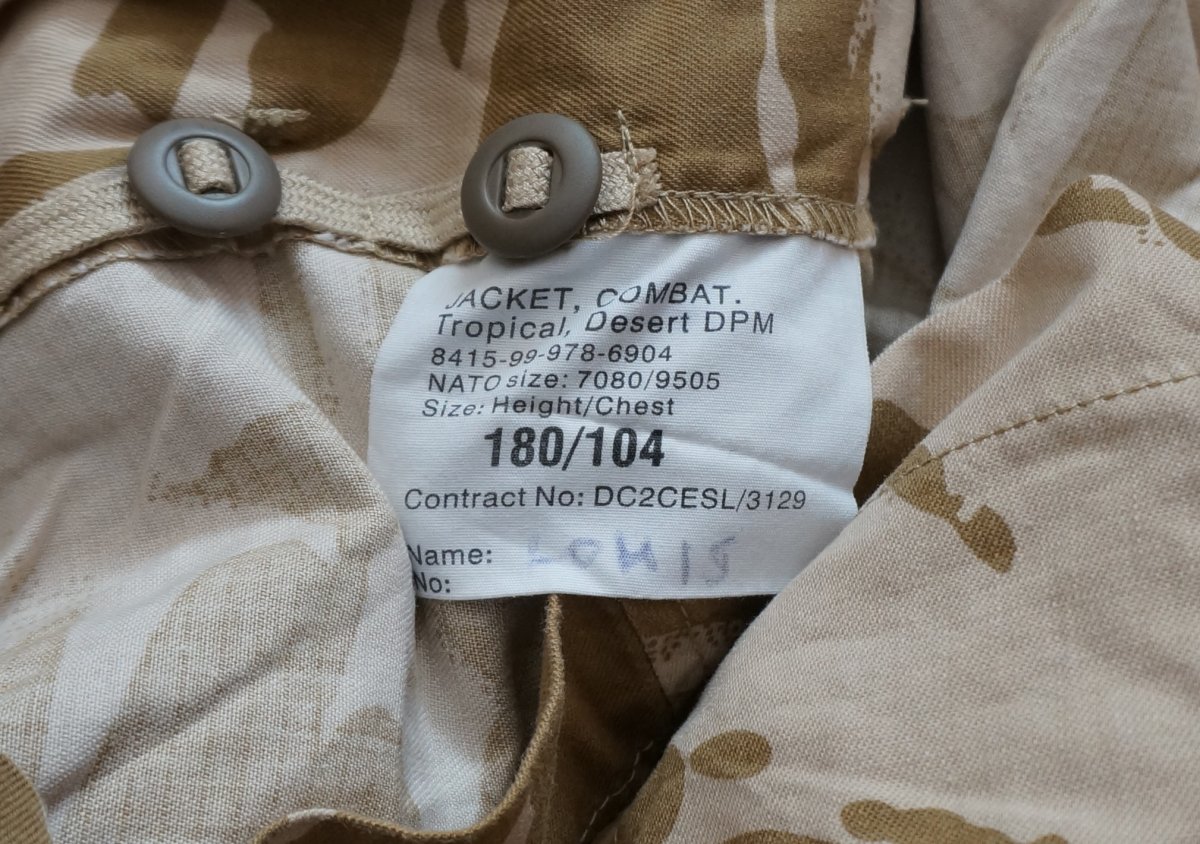 JACKET, COMBAT.
Tropical, Desert DPM
8415-99-978-6904
NATO size: 7080/9505
Size: Height/Chest
180/104
Contract No: DC2CESL/3129
Name:
No: